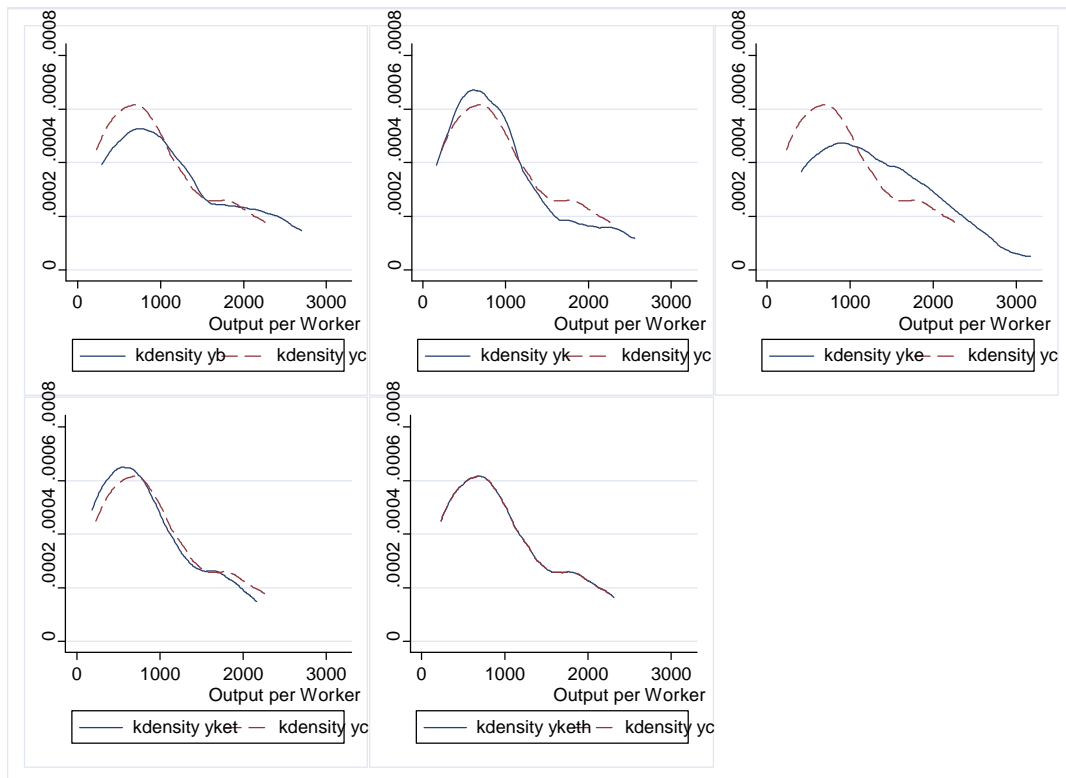 .0008
.0006
.0004
.0002
0
0 1000 2000 3000
Output per Worker
kdensity yb kdensity yc
.0008
.0006
.0004
.0002
0
0 1000 2000 3000
Output per Worker
kdensity yk kdensity yc
.0008
.0006
.0004
.0002
0
0 1000 2000 3000
Output per Worker
kdensity yke kdensity yc
.0008
.0006
.0004
.0002
0
0 1000 2000 3000
Output per Worker
kdensity yket kdensity yc
.0008
.0006
.0004
.0002
0
0 1000 2000 3000
Output per Worker
kdensity yketh kdensity yc